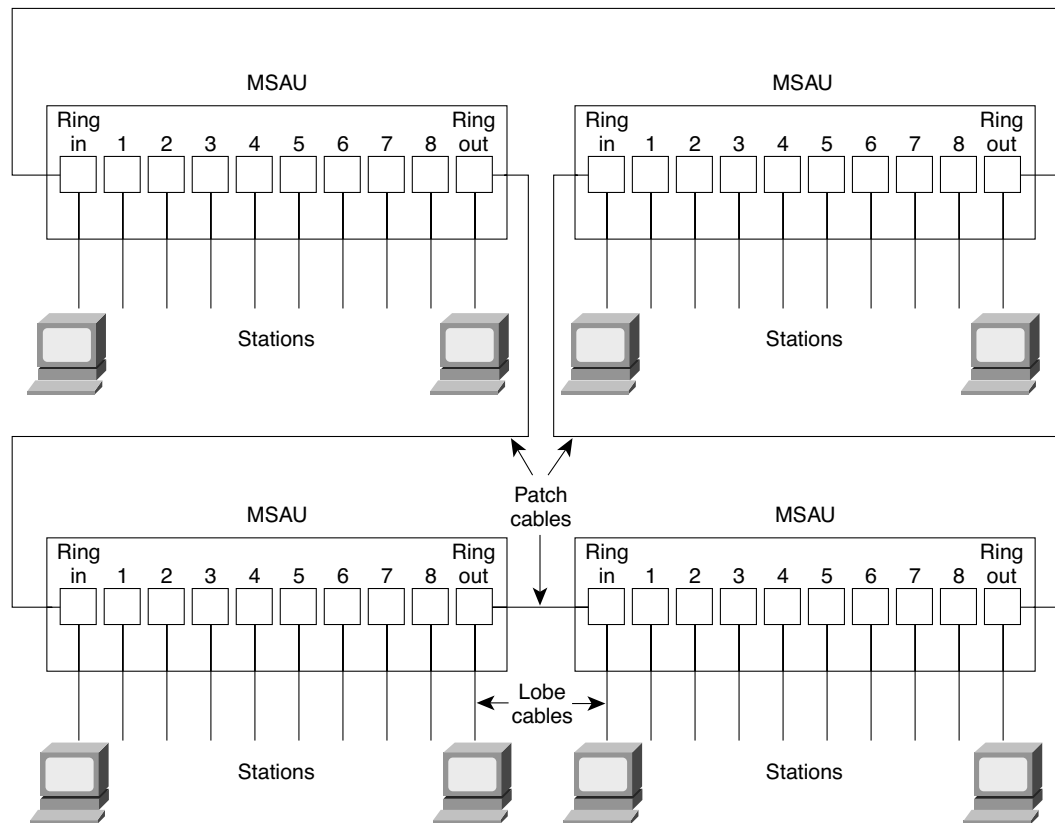 MSAU
MSAU
Ring in 1 2 3 4 5 6 7 8 Ring out
Ring in 1 2 3 4 5 6 7 8 Ring out
Stations
Stations
Patch
cables
MSAU
MSAU
Ring in 1 2 3 4 5 6 7 8 Ring out
Ring in 1 2 3 4 5 6 7 8 Ring out
Lobe
cables
Stations
Stations